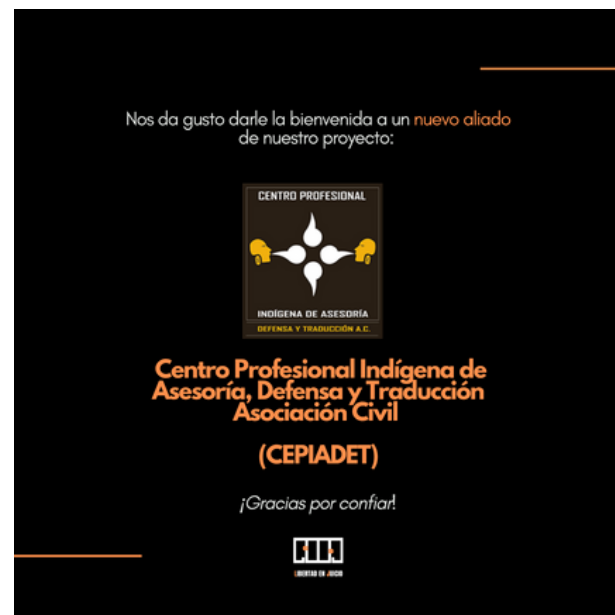 Nos da gusto darle la bienvenida a un nuevo aliado
de nuestro proyecto:
CENTRO PROFESIONAL
INDÍGENA DE ASESORÍA
DEFENSA Y TRADUCCIÓN A.C.
Centro Profesional Indígena de
Asesoría, Defensa y Traducción
Asociación Civil
(CEPIADET)
¡Gracias por confiar!
LIBERTAD EN JUICIO